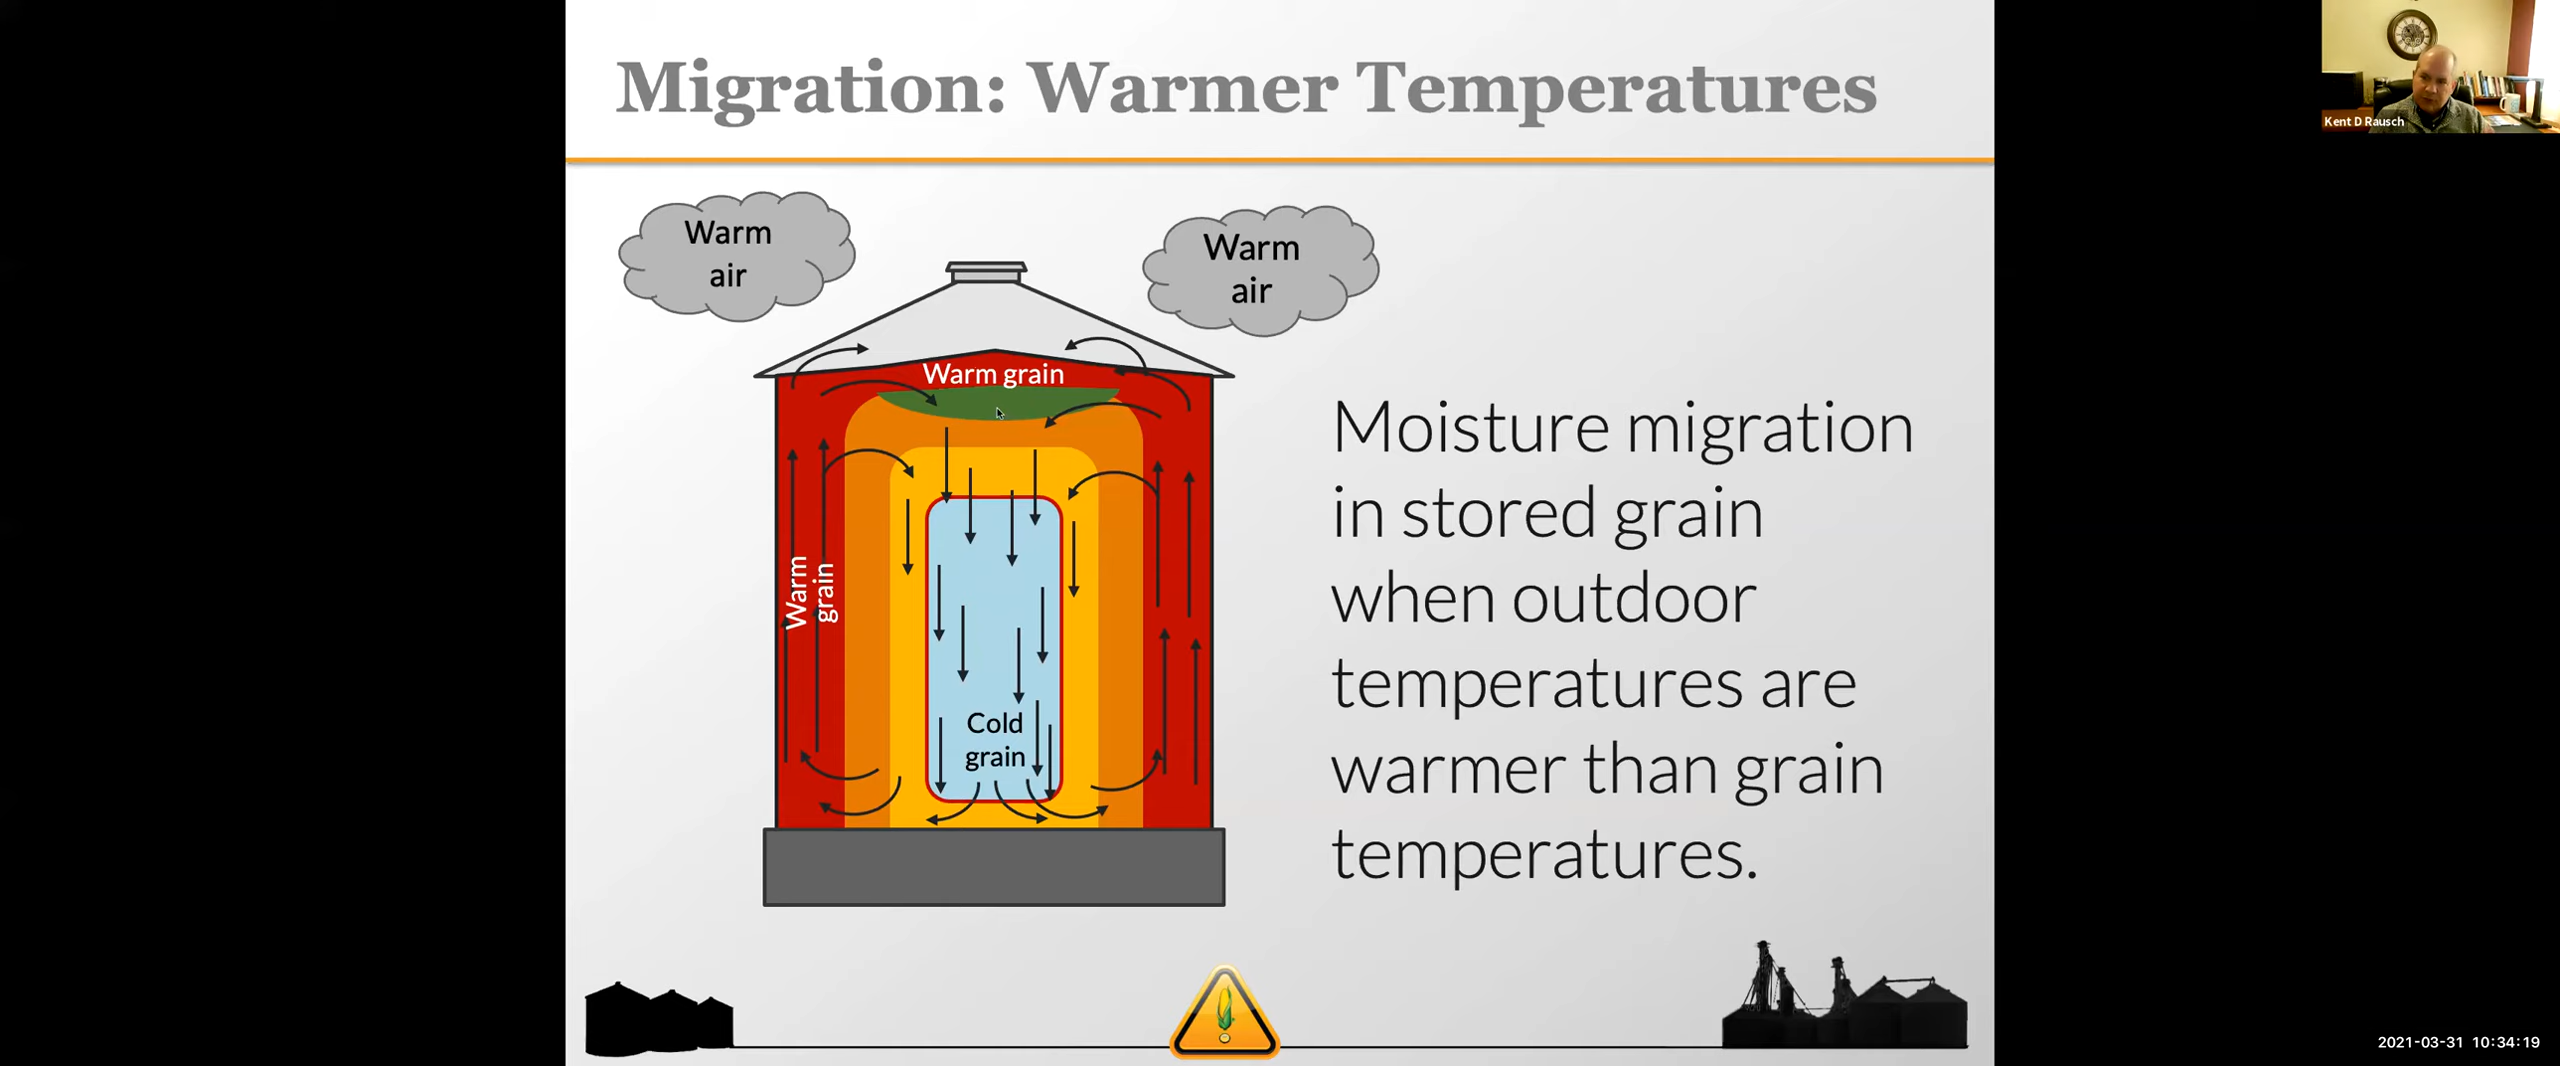 Migration: Warmer Temperatures
Kent D Rausch
Warm
air
Warm
air
Warm grain
Warm
grain
Cold
grain
Moisture migration
in stored grain
when outdoor
temperatures are
warmer than grain
temperatures.
2021-03-31 10:34:19